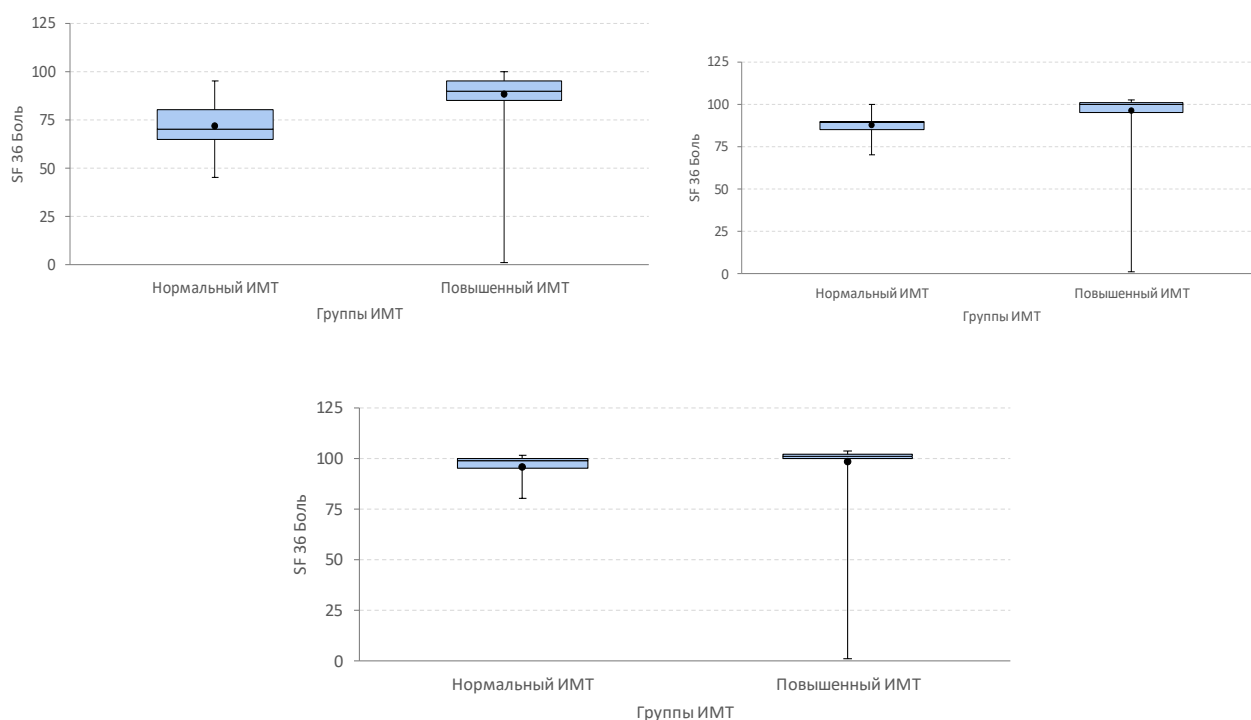 125
100
75
50
25
0
SF 36 Боль
Нормальный ИМТ
Повышенный ИМТ
Группы ИМТ
125
100
75
50
25
0
SF 36 Боль
Нормальный ИМТ
Повышенный ИМТ
Группы ИМТ
125
100
75
50
25
0
SF 36 Боль
Нормальный ИМТ
Повышенный ИМТ
Группы ИМТ